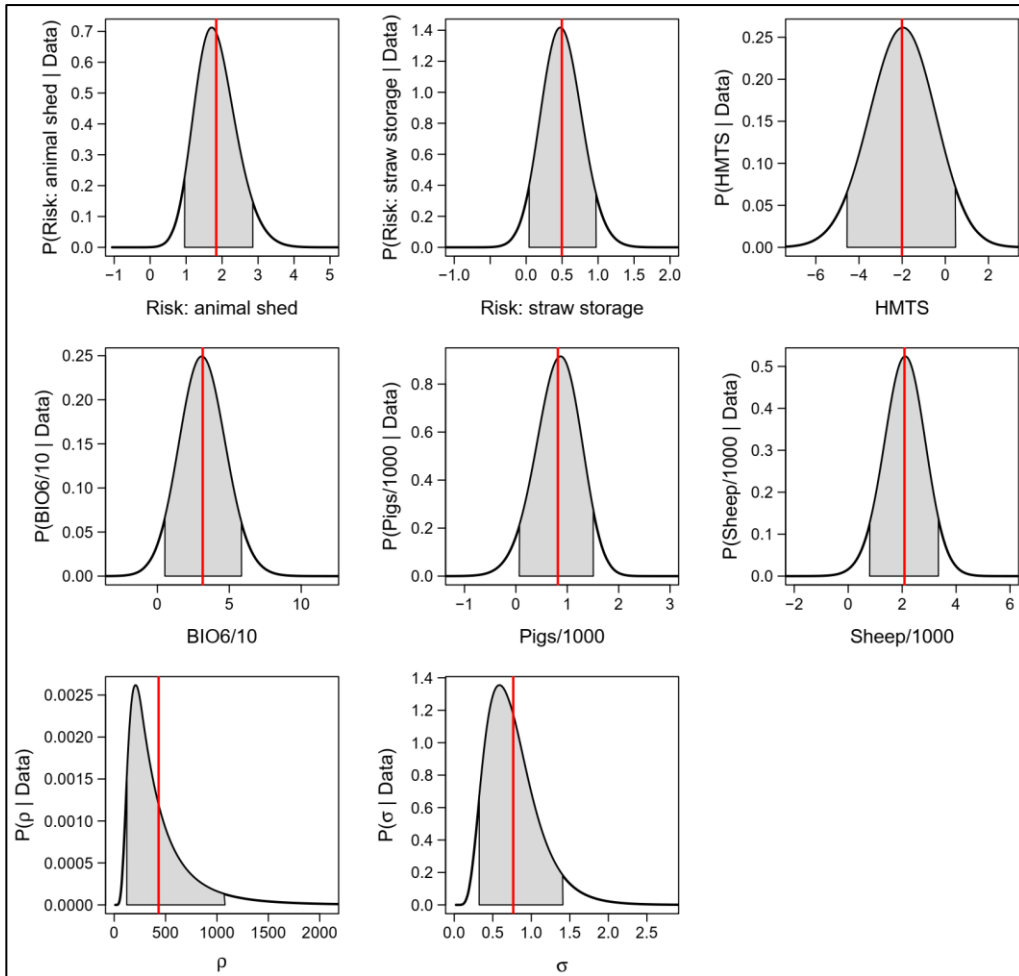 P(Risk: animal shed | Data)
0.7
0.6
0.5
0.4
0.3
0.2
0.1
0.0
−1 0 1 2 3 4 5
Risk: animal shed
P(Risk: straw storage | Data)
1.4
1.2
1.0
0.8
0.6
0.4
0.2
0.0
−1.0 0.0 0.5 1.0 1.5 2.0
Risk: straw storage
P(HMTS | Data)
0.25
0.20
0.15
0.10
0.05
0.00
−6 −4 −2 0 2
HMTS
P(BIO6/10 | Data)
0.25
0.20
0.15
0.10
0.05
0.00
0 5 10
BIO6/10
P(Pigs/1000 | Data)
0.8
0.6
0.4
0.2
0.0
−1 0 1 2 3
Pigs/1000
P(Sheep/1000 | Data)
0.5
0.4
0.3
0.2
0.1
0.0
−2 0 2 4 6
Sheep/1000
P(ρ | Data)
0.0025
0.0020
0.0015
0.0010
0.0005
0.0000
0 500 1000 1500 2000
ρ
P(σ | Data)
1.4
1.2
1.0
0.8
0.6
0.4
0.2
0.0
0.0 0.5 1.0 1.5 2.0 2.5
σ